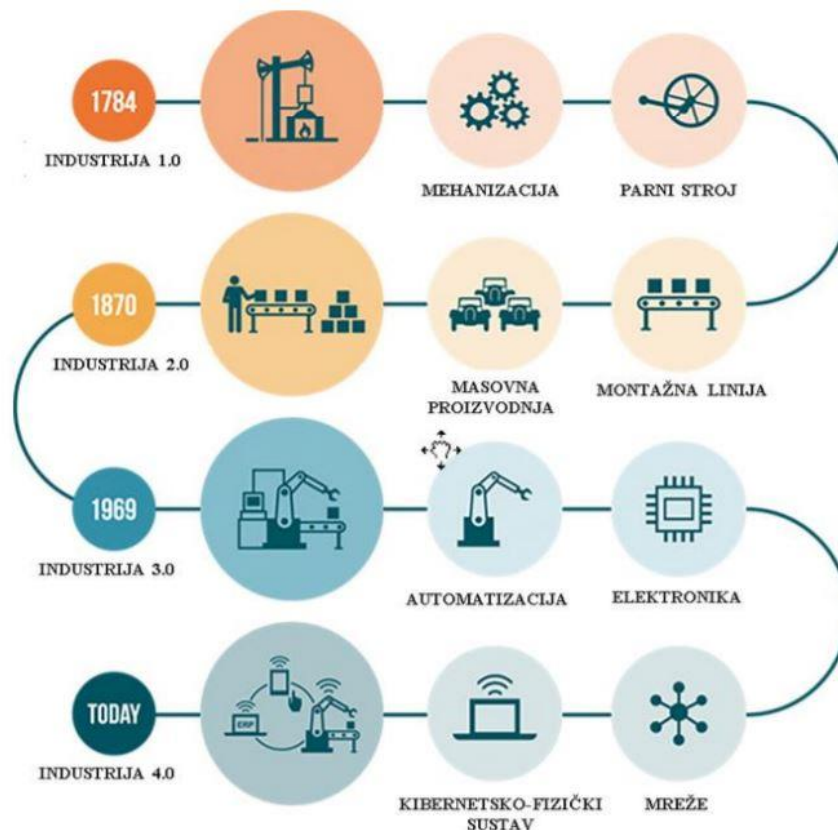 1784
INDUSTRIJA 1.0
MEHANIZACIJA
PARNI STROJ
1870
INDUSTRIJA 2.0
MASOVNA
PROIZVODNJA
MONTAŽNA LINIJA
1969
INDUSTRIJA 3.0
AUTOMATIZACIJA
ELEKTRONIKA
TODAY
INDUSTRIJA 4.0
ERP
KIBERNETSKO-FIZIČKI
SUSTAV
MREŽE